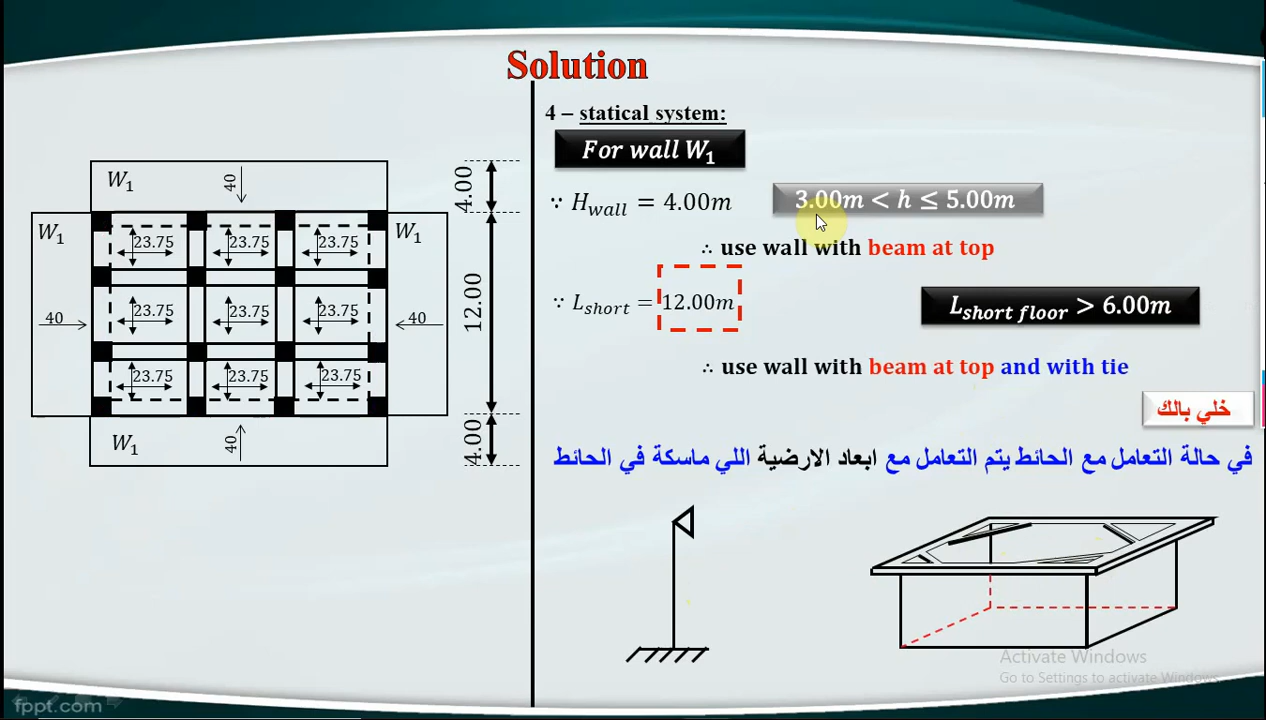 Solution
4 – statical system:
For wall W₁
∵ H_wall = 4.00m
3.00m < h ≤ 5.00m
∴ use wall with beam at top
∵ L_short = 12.00m
L_short floor > 6.00m
∴ use wall with beam at top and with tie
خلي بالك
في حالة التعامل مع الحائط يتم التعامل مع ابعاد الارضية اللي ماسكة في الحائط
W₁
40
4.00
W₁
23.75
23.75
23.75
W₁
40
23.75
23.75
23.75
40
12.00
23.75
23.75
23.75
W₁
40
4.00
Activate Windows
Go to Settings to activate Windows.
fppt.com